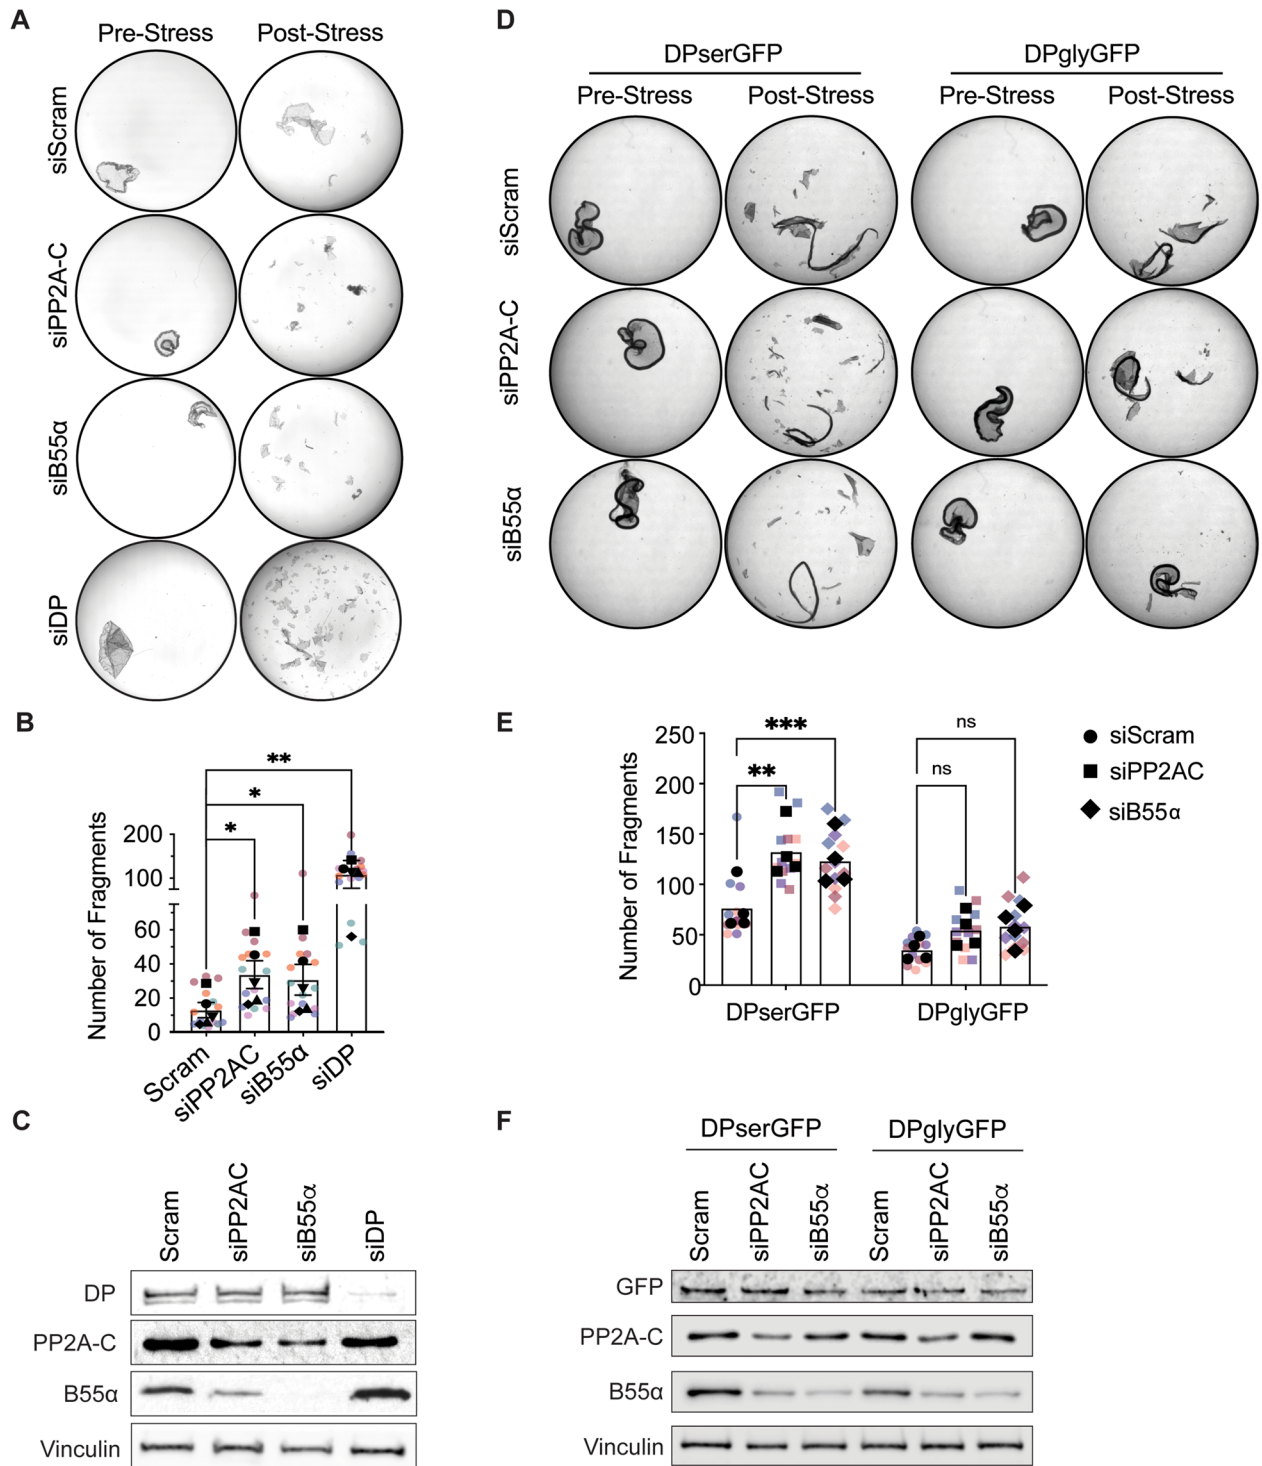 A
Pre-Stress Post-Stress
siScram
siPP2A-C
siB55α
siDP
B
Number of Fragments
200
100
60
40
20
0
**
*
*
Scram
siPP2AC
siB55α
siDP
C
Scram
siPP2AC
siB55α
siDP
DP
PP2A-C
B55α
Vinculin
D
DPserGFP DPglyGFP
Pre-Stress Post-Stress Pre-Stress Post-Stress
siScram
siPP2A-C
siB55α
E
Number of Fragments
250
200
150
100
50
0
***
**
ns
ns
DPserGFP DPglyGFP
siScram
siPP2AC
siB55α
F
DPserGFP DPglyGFP
Scram
siPP2AC
siB55α
Scram
siPP2AC
siB55α
GFP
PP2A-C
B55α
Vinculin